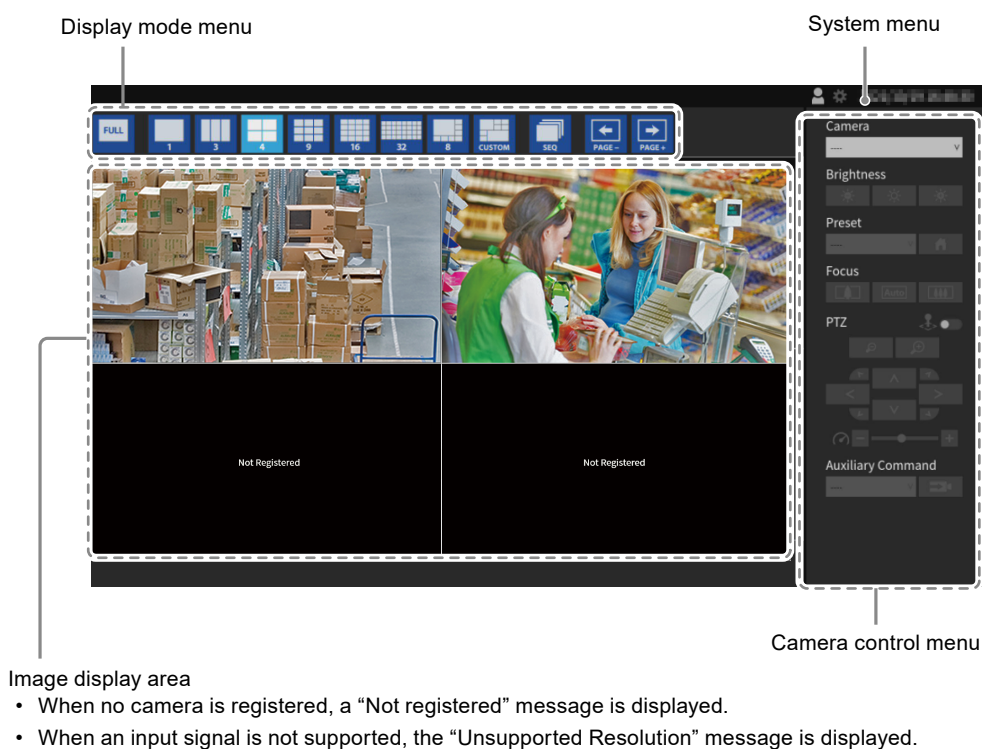 Display mode menu
System menu
FULL
1
3
4
9
16
32
8
CUSTOM
SEQ
PAGE−
PAGE+
Camera
----
Brightness
Preset
----
Focus
Auto
PTZ
Auxiliary Command
----
Not Registered
Not Registered
Camera control menu
Image display area
• When no camera is registered, a “Not registered” message is displayed.
• When an input signal is not supported, the “Unsupported Resolution” message is displayed.